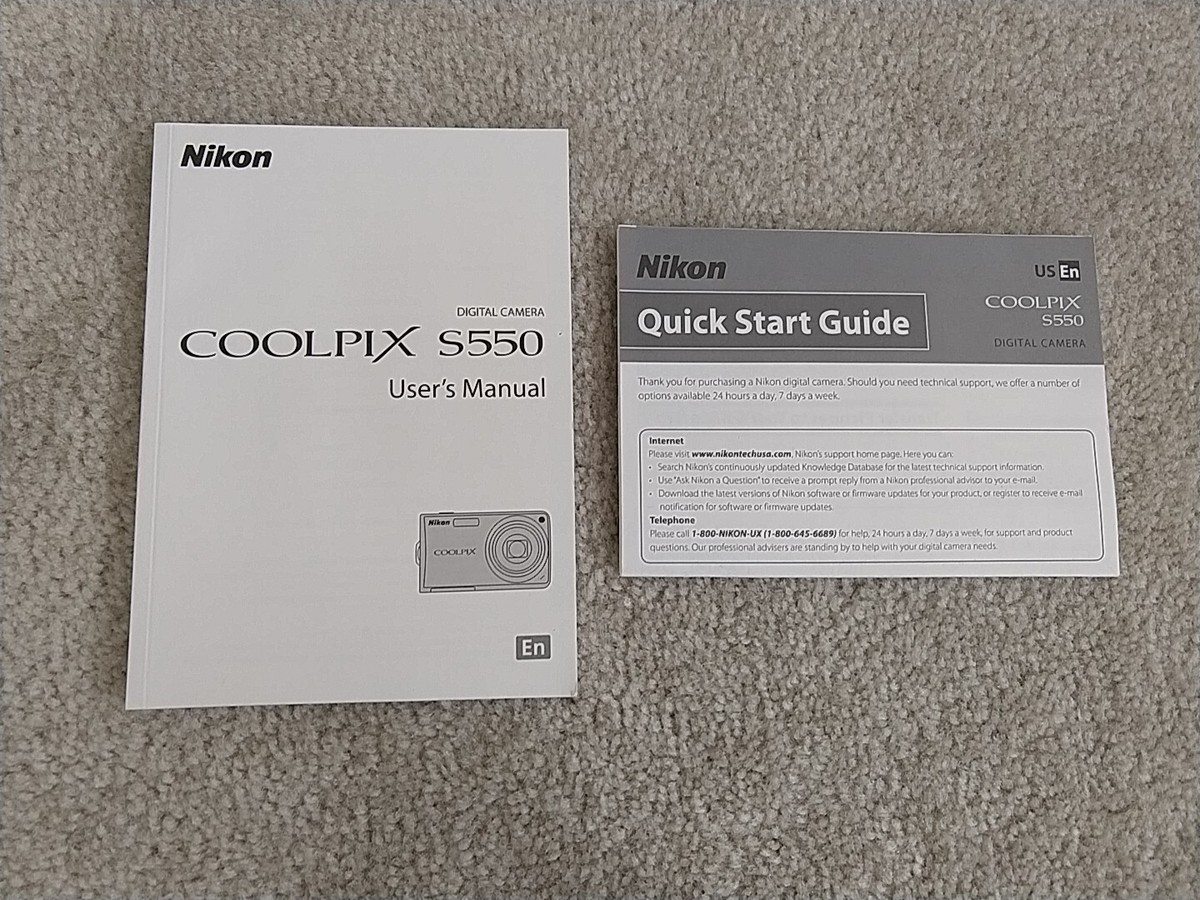 Nikon
DIGITAL CAMERA
COOLPIX S550
User's Manual
Nikon
COOLPIX
En
Nikon
US En
Quick Start Guide
COOLPIX
S550
DIGITAL CAMERA
Thank you for purchasing a Nikon digital camera. Should you need technical support, we offer a number of
options available 24 hours a day, 7 days a week.
Internet
Please visit www.nikontechusa.com, Nikon's support home page. Here you can:
• Search Nikon's continuously updated Knowledge Database for the latest technical support information.
• Use "Ask Nikon a Question" to receive a prompt reply from a Nikon professional advisor to your e-mail.
• Download the latest versions of Nikon software or firmware updates for your product, or register to receive e-mail
notification for software or firmware updates.
Telephone
Please call 1-800-NIKON-UX (1-800-645-6689) for help, 24 hours a day, 7 days a week, for support and product
questions. Our professional advisers are standing by to help with your digital camera needs.